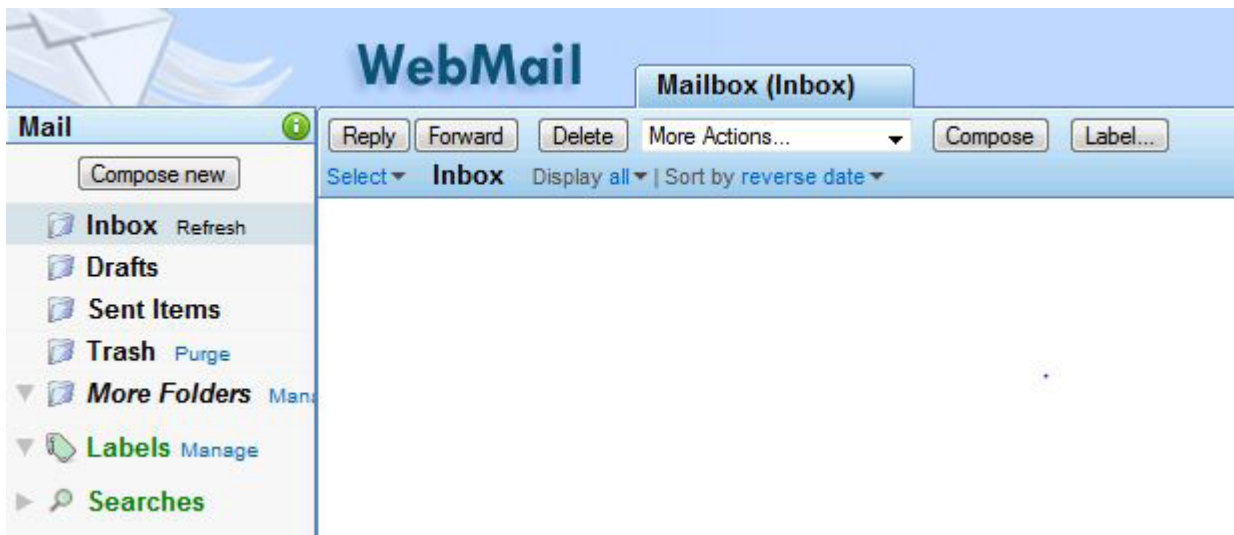 WebMail
Mailbox (Inbox)
Mail
Reply Forward Delete More Actions... Compose Label...
Compose new
Select Inbox Display all | Sort by reverse date
Inbox Refresh
Drafts
Sent Items
Trash Purge
More Folders Mana
Labels Manage
Searches